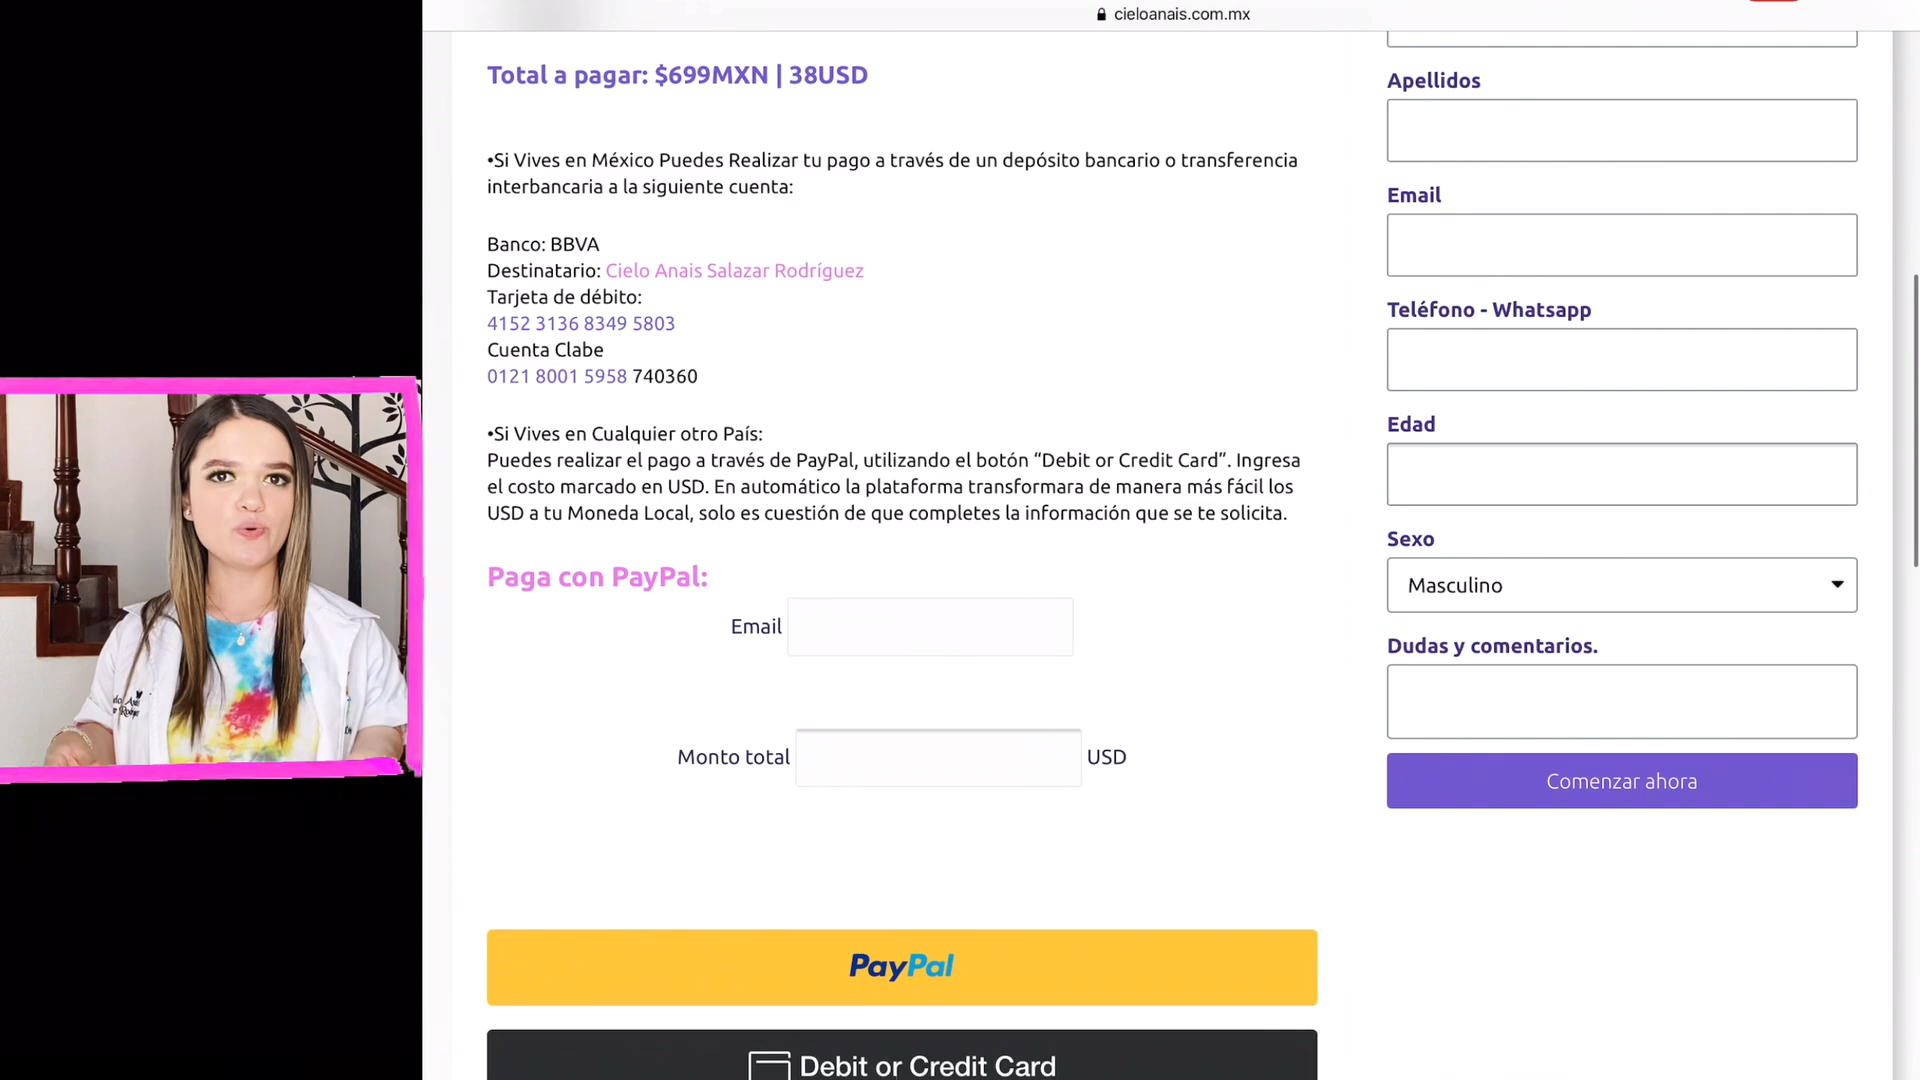 cieloanais.com.mx
Total a pagar: $699MXN | 38USD
•Si Vives en México Puedes Realizar tu pago a través de un depósito bancario o transferencia
interbancaria a la siguiente cuenta:
Banco: BBVA
Destinatario: Cielo Anais Salazar Rodríguez
Tarjeta de débito:
4152 3136 8349 5803
Cuenta Clabe
0121 8001 5958 740360
•Si Vives en Cualquier otro País:
Puedes realizar el pago a través de PayPal, utilizando el botón “Debit or Credit Card”. Ingresa
el costo marcado en USD. En automático la plataforma transformara de manera más fácil los
USD a tu Moneda Local, solo es cuestión de que completes la información que se te solicita.
Paga con PayPal:
Email
Monto total USD
PayPal
Debit or Credit Card
Apellidos
Email
Teléfono - Whatsapp
Edad
Sexo
Masculino
Dudas y comentarios.
Comenzar ahora